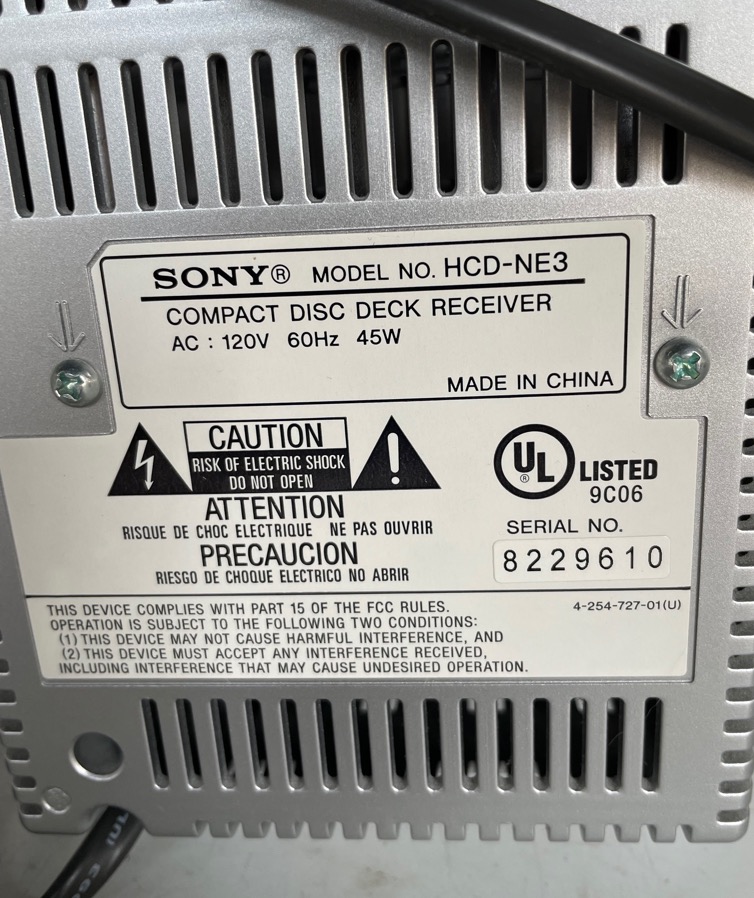 SONY® MODEL NO. HCD-NE3
COMPACT DISC DECK RECEIVER
AC : 120V 60Hz 45W
MADE IN CHINA
CAUTION
RISK OF ELECTRIC SHOCK
DO NOT OPEN
ATTENTION
RISQUE DE CHOC ELECTRIQUE NE PAS OUVRIR
PRECAUCION
RIESGO DE CHOQUE ELECTRICO NO ABRIR
UL® LISTED
9C06
SERIAL NO.
8229610
THIS DEVICE COMPLIES WITH PART 15 OF THE FCC RULES.
OPERATION IS SUBJECT TO THE FOLLOWING TWO CONDITIONS:
(1) THIS DEVICE MAY NOT CAUSE HARMFUL INTERFERENCE, AND
(2) THIS DEVICE MUST ACCEPT ANY INTERFERENCE RECEIVED,
INCLUDING INTERFERENCE THAT MAY CAUSE UNDESIRED OPERATION.
4-254-727-01(U)